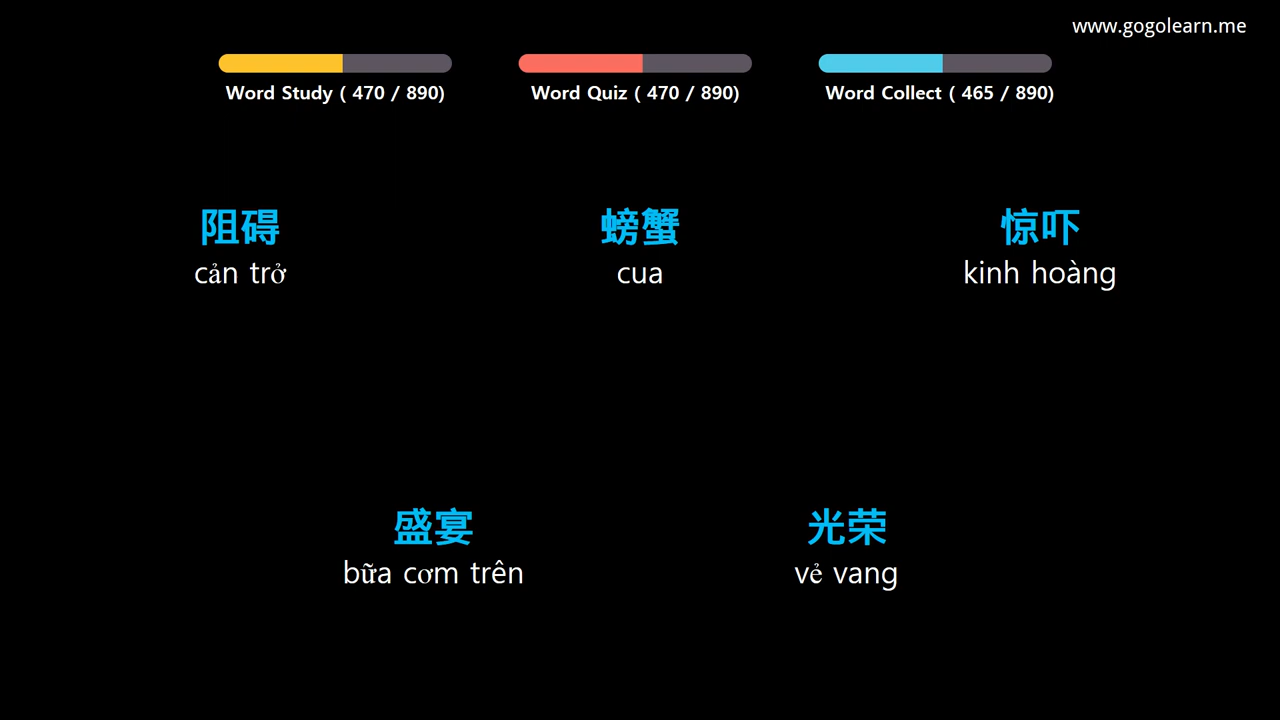 www.gogolearn.me
Word Study ( 470 / 890)
Word Quiz ( 470 / 890)
Word Collect ( 465 / 890)
阻碍
cản trở
螃蟹
cua
惊吓
kinh hoàng
盛宴
bữa cơm trên
光荣
vẻ vang